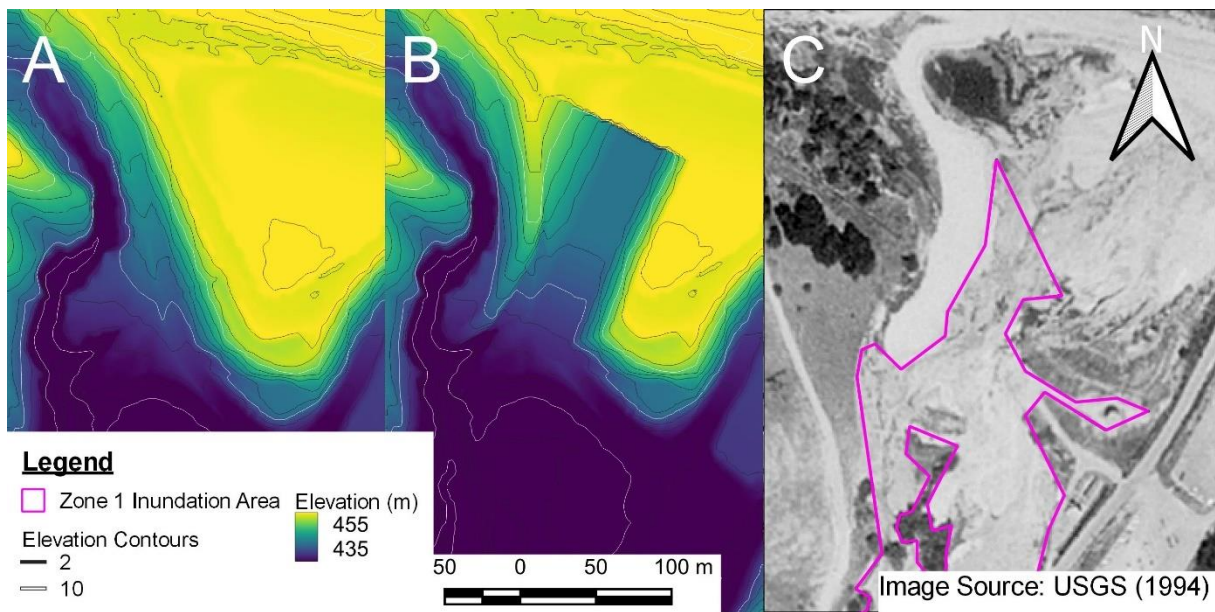 A
B
C
N
Legend
Zone 1 Inundation Area
Elevation Contours
2
10
Elevation (m)
455
435
50 0 50 100 m
Image Source: USGS (1994)